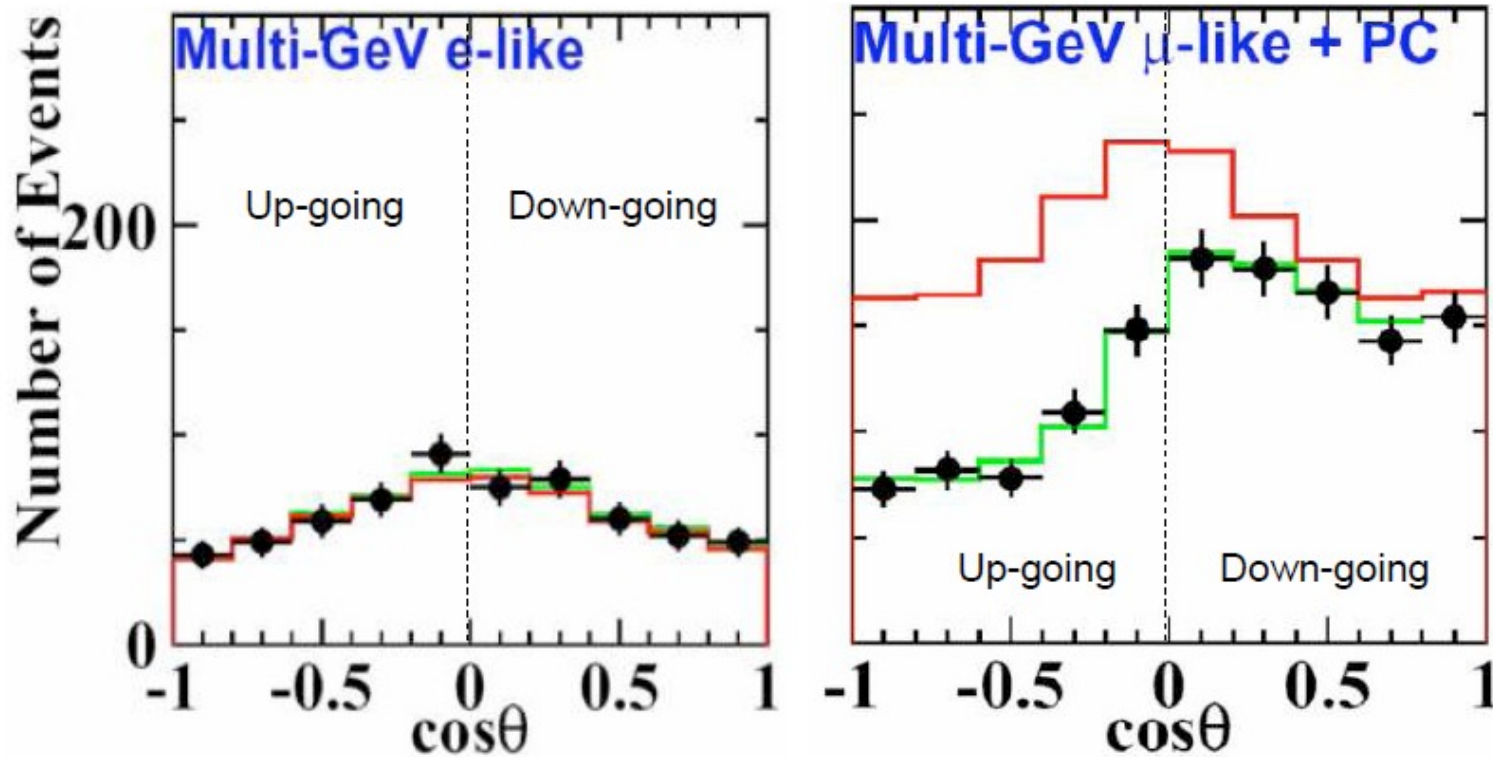 Multi-GeV e-like
Number of Events
200
0
Up-going
Down-going
-1
-0.5
0
0.5
1
cosθ
Multi-GeV μ-like + PC
Up-going
Down-going
-1
-0.5
0
0.5
1
cosθ